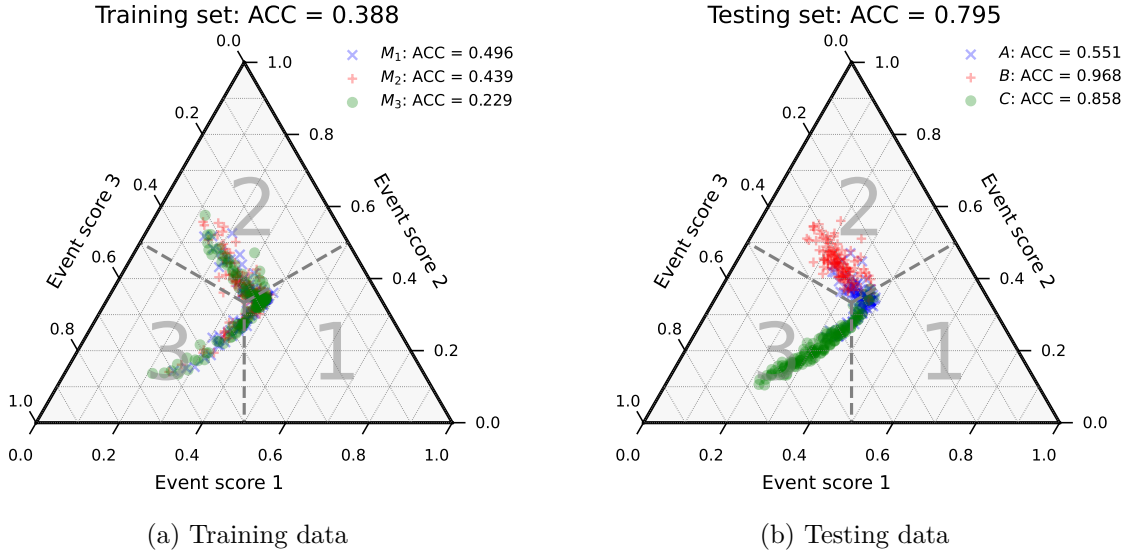 Training set: ACC = 0.388
M1: ACC = 0.496
M2: ACC = 0.439
M3: ACC = 0.229
0.0
0.2
0.4
0.6
0.8
1.0
Event score 3
1.0
0.8
0.6
0.4
0.2
0.0
Event score 2
2
3
1
0.0
0.2
0.4
0.6
0.8
1.0
Event score 1
(a) Training data
Testing set: ACC = 0.795
A: ACC = 0.551
B: ACC = 0.968
C: ACC = 0.858
0.0
0.2
0.4
0.6
0.8
1.0
Event score 3
1.0
0.8
0.6
0.4
0.2
0.0
Event score 2
2
3
1
0.0
0.2
0.4
0.6
0.8
1.0
Event score 1
(b) Testing data